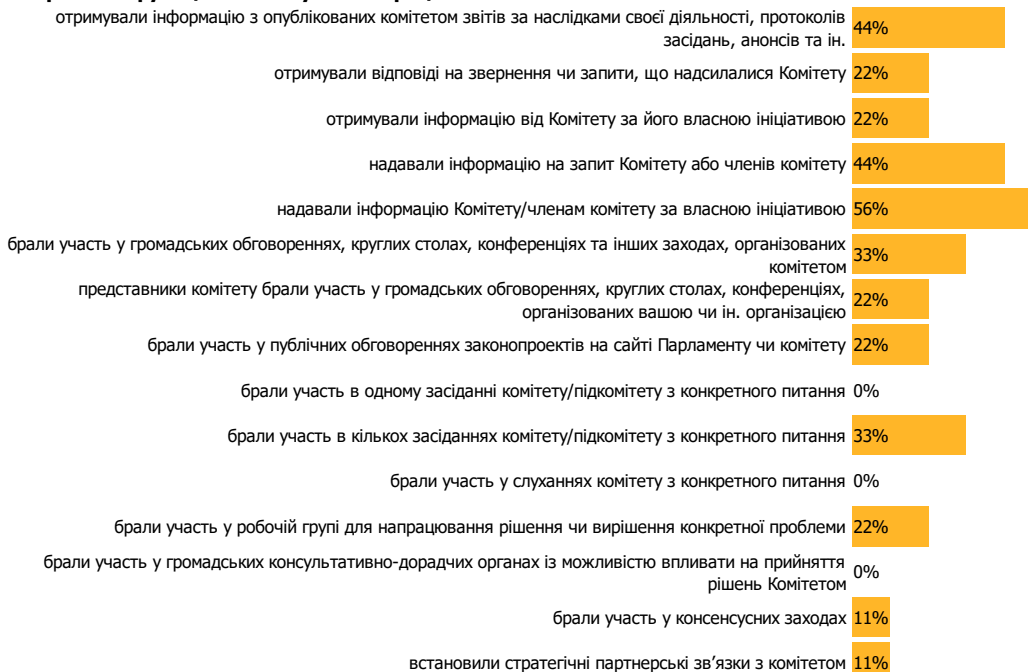 отримували інформацію з опублікованих комітетом звітів за наслідками своєї діяльності, протоколів
засідань, анонсів та ін.
44%
отримували відповіді на звернення чи запити, що надсилалися Комітету 22%
отримували інформацію від Комітету за його власною ініціативою 22%
надавали інформацію на запит Комітету або членів комітету 44%
надавали інформацію Комітету/членам комітету за власною ініціативою 56%
брали участь у громадських обговореннях, круглих столах, конференціях та інших заходах, організованих
комітетом
33%
представники комітету брали участь у громадських обговореннях, круглих столах, конференціях,
організованих вашою чи ін. організацією
22%
брали участь у публічних обговореннях законопроектів на сайті Парламенту чи комітету 22%
брали участь в одному засіданні комітету/підкомітету з конкретного питання 0%
брали участь в кількох засіданнях комітету/підкомітету з конкретного питання 33%
брали участь у слуханнях комітету з конкретного питання 0%
брали участь у робочій групі для напрацювання рішення чи вирішення конкретної проблеми 22%
брали участь у громадських консультативно-дорадчих органах із можливістю впливати на прийняття
рішень Комітетом
0%
брали участь у консенсусних заходах 11%
встановили стратегічні партнерські зв’язки з комітетом 11%